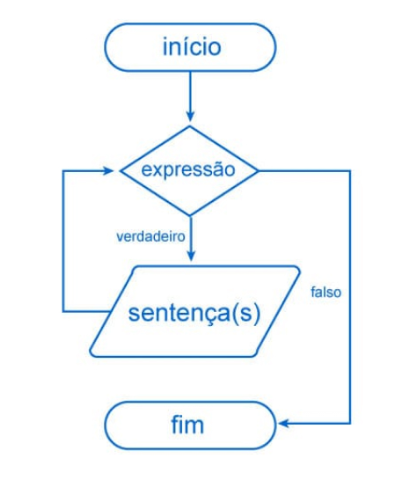 início
expressão
verdadeiro
sentença(s)
falso
fim